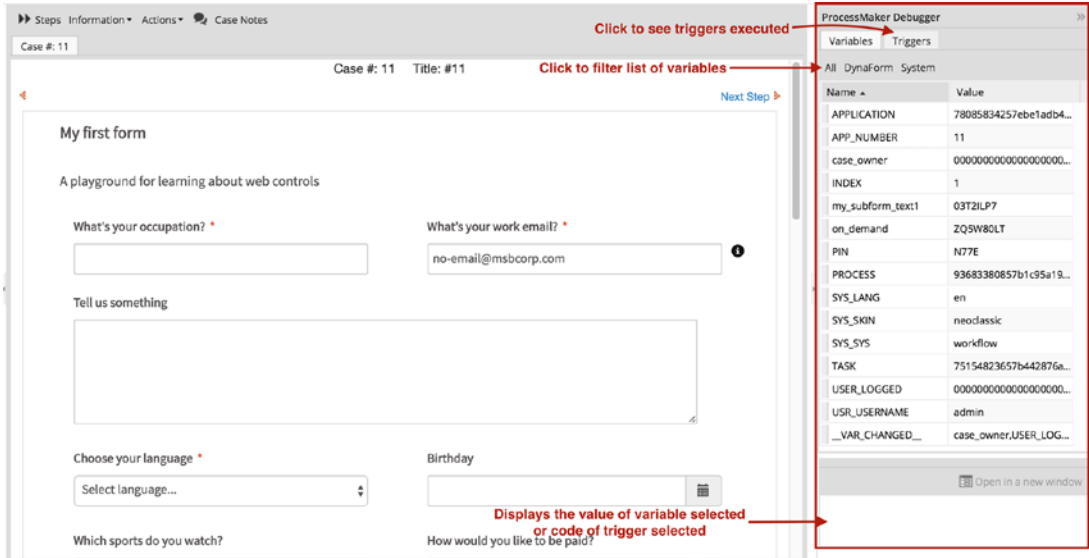 Steps Information Actions Case Notes
Case #: 11
Case #: 11 Title: #11
Next Step
My first form
A playground for learning about web controls
What's your occupation? *
What's your work email? *
no-email@msbcorp.com
Tell us something
Choose your language *
Birthday
Select language...
Which sports do you watch?
How would you like to be paid?
Click to see triggers executed
Click to filter list of variables
Displays the value of variable selected
or code of trigger selected
ProcessMaker Debugger
Variables Triggers
All DynaForm System
Name Value
APPLICATION 78085834257ebe1adb4...
APP_NUMBER 11
case_owner 00000000000000000000...
INDEX 1
my_subform_text1 03T2ILP7
on_demand ZQ5W80LT
PIN N77E
PROCESS 93683380857b1c95a19...
SYS_LANG en
SYS_SKIN neoclassic
SYS_SYS workflow
TASK 75154823657b442876a...
USER_LOGGED 00000000000000000000...
USR_USERNAME admin
__VAR_CHANGED__ case_owner,USER_LOG...
Open in a new window